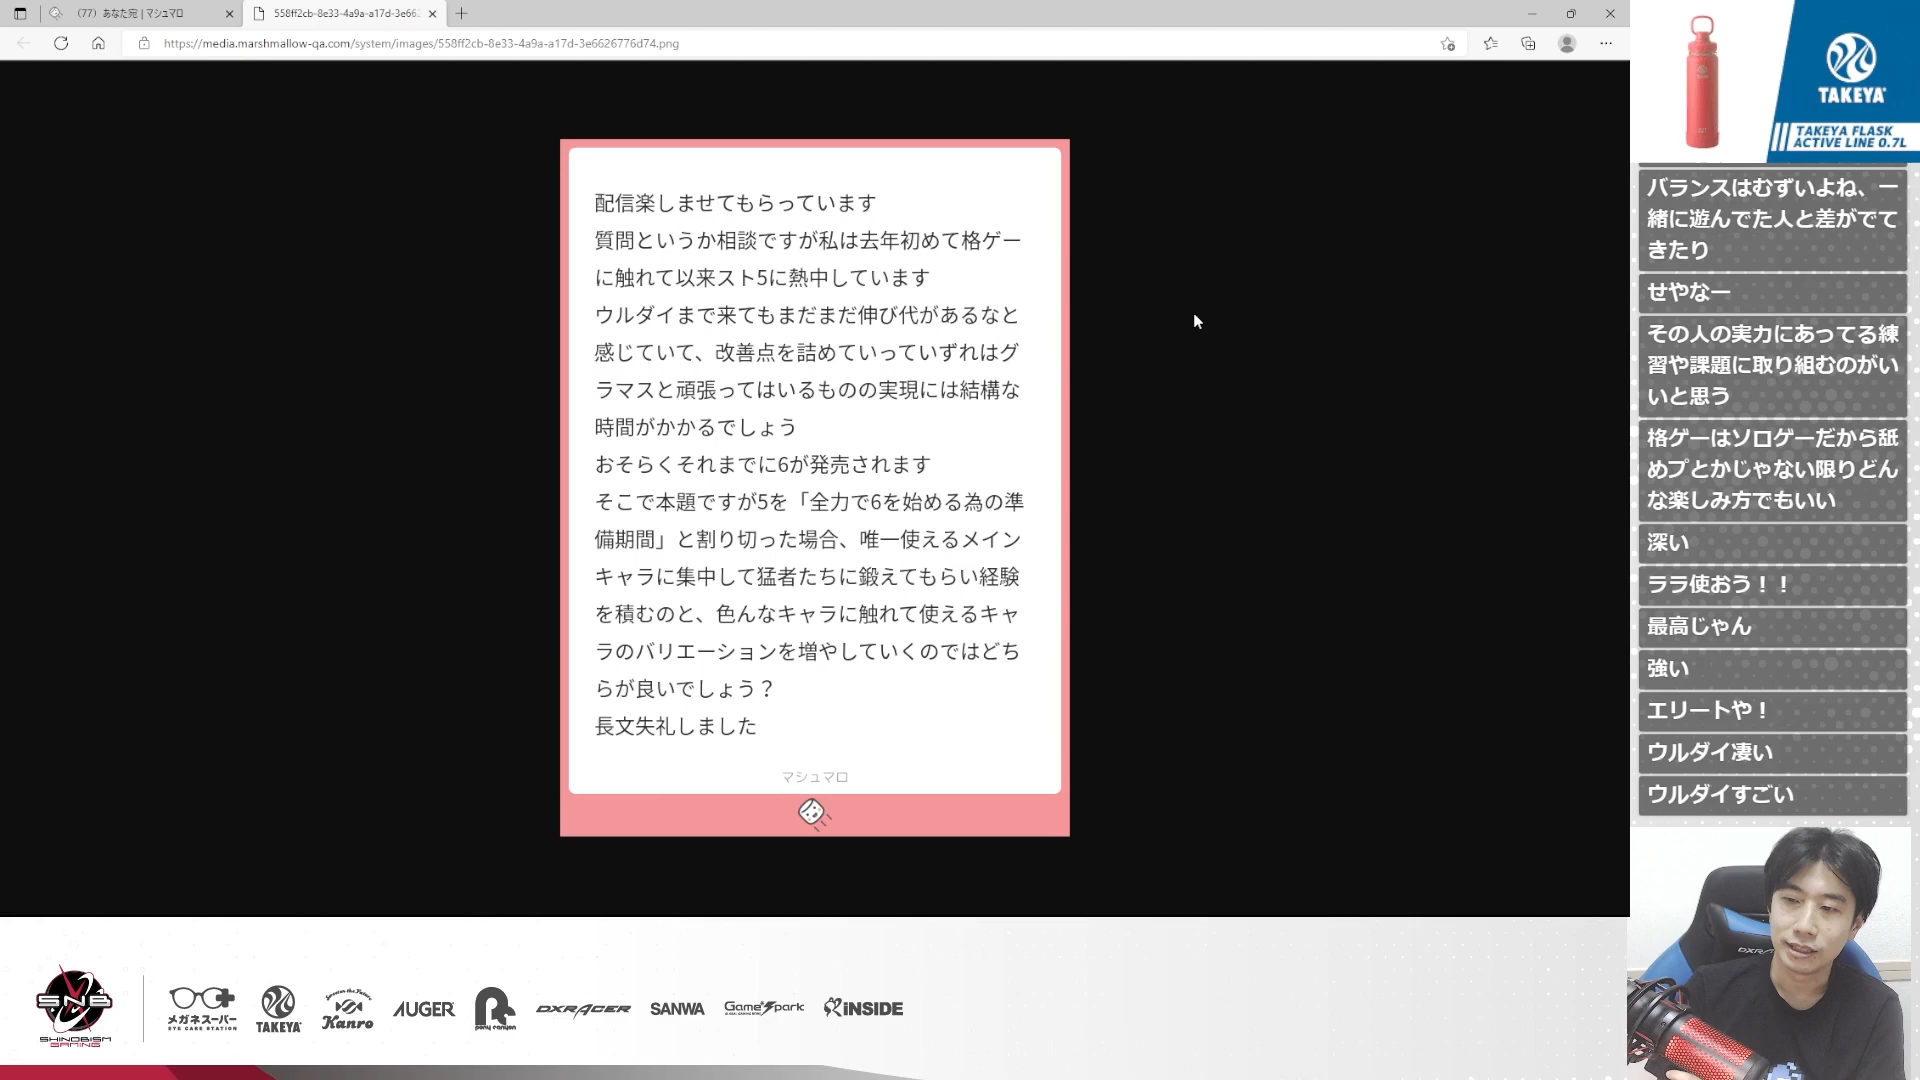 (77) あなた宛 | マシュマロ
558ff2cb-8e33-4a9a-a17d-3e662
https://media.marshmallow-qa.com/system/images/558ff2cb-8e33-4a9a-a17d-3e6626776d74.png
配信楽しませてもらっています
質問というか相談ですが私は去年初めて格ゲー
に触れて以来スト5に熱中しています
ウルダイまで来てもまだまだ伸び代があるなと
感じていて、改善点を詰めていっていずれはグ
ラマスと頑張ってはいるものの実現には結構な
時間がかかるでしょう
おそらくそれまでに6が発売されます
そこで本題ですが5を「全力で6を始める為の準
備期間」と割り切った場合、唯一使えるメイン
キャラに集中して猛者たちに鍛えてもらい経験
を積むのと、色んなキャラに触れて使えるキャ
ラのバリエーションを増やしていくのではどち
らが良いでしょう？
長文失礼しました
マシュマロ
TAKEYA
TAKEYA FLASK
ACTIVE LINE 0.7L
バランスはむずいよね、一
緒に遊んでた人と差がでて
きたり
せやなー
その人の実力にあってる練
習や課題に取り組むのがい
いと思う
格ゲーはソロゲーだから舐
めプとかじゃない限りどん
な楽しみ方でもいい
深い
ララ使おう！！
最高じゃん
強い
エリートや！
ウルダイ凄い
ウルダイすごい
SNB
SHINOBISM
GAMING
メガネスーパー
EYE CARE STATION
TAKEYA
Kanro
AUGER
pony canyon
DXRACER
SANWA
Game*Spark
iNSIDE